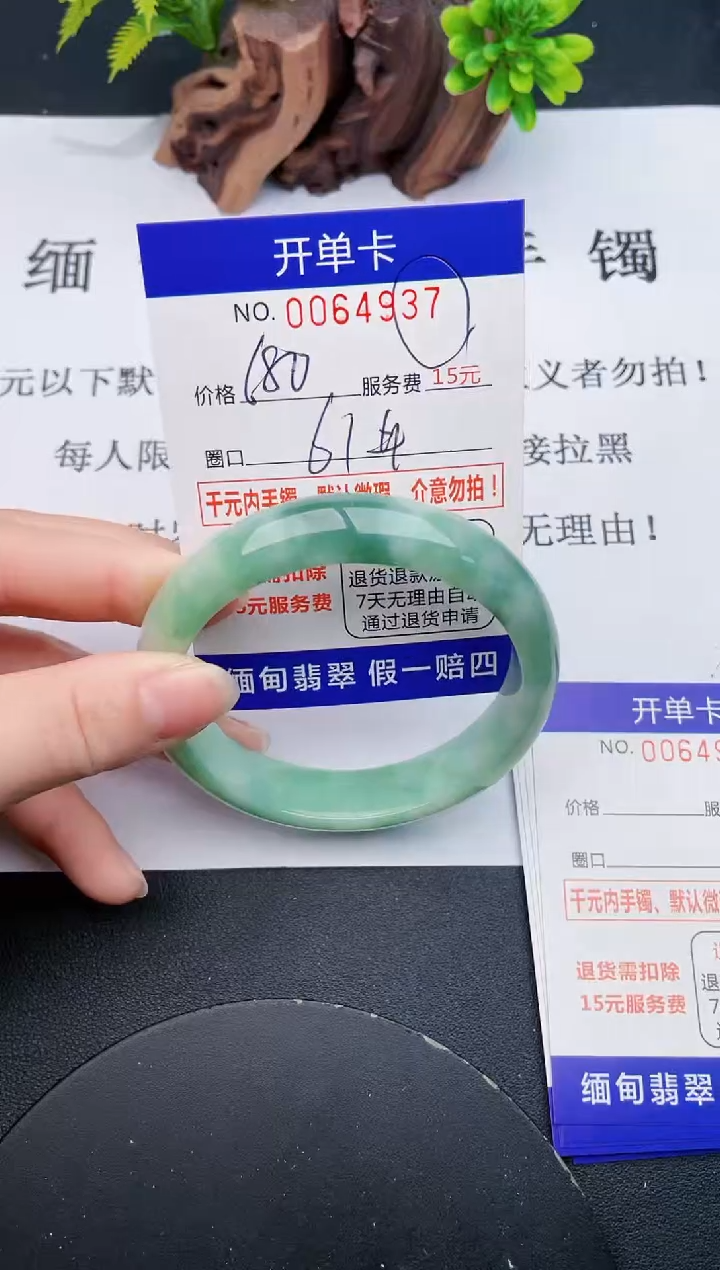 缅 手 镯
开单卡
NO. 0064937
价格 180 服务费 15元
元以下默 义者勿拍！
圈口 61
每人限 接拉黑
千元内手镯、默认微瑕、介意勿拍！
无理由！
需扣除
5元服务费
退货退款
7天无理由自
通过退货申请
缅甸翡翠 假一赔四
开单卡
NO. 0064
价格 服
圈口
千元内手镯、默认微
退货需扣除
15元服务费
退
7
缅甸翡翠